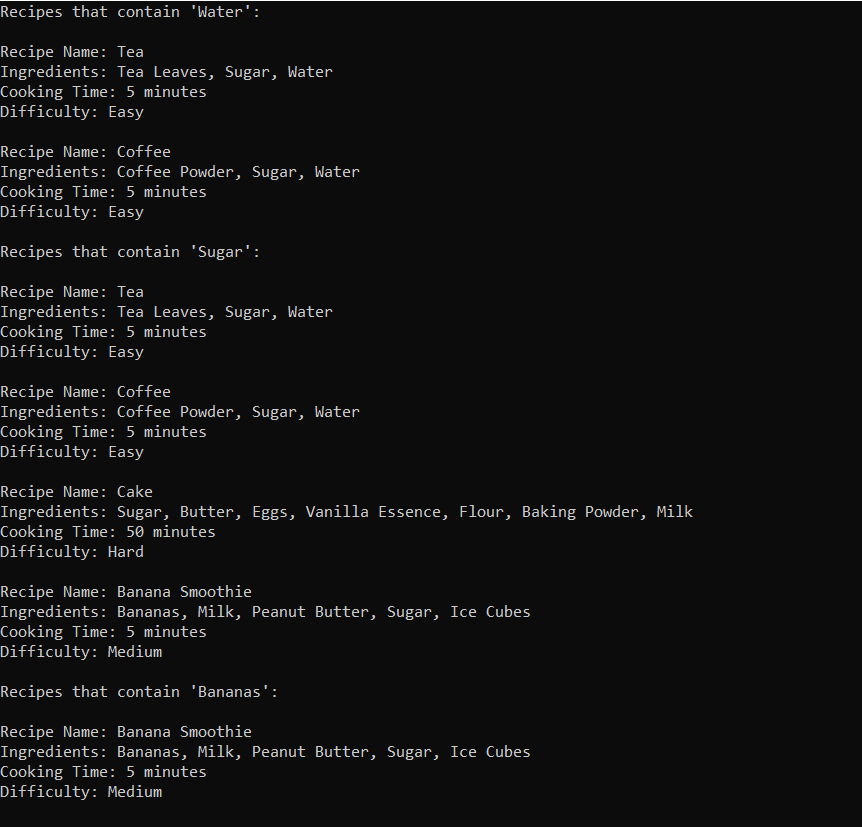 Recipes that contain 'Water':
Recipe Name: Tea
Ingredients: Tea Leaves, Sugar, Water
Cooking Time: 5 minutes
Difficulty: Easy
Recipe Name: Coffee
Ingredients: Coffee Powder, Sugar, Water
Cooking Time: 5 minutes
Difficulty: Easy
Recipes that contain 'Sugar':
Recipe Name: Tea
Ingredients: Tea Leaves, Sugar, Water
Cooking Time: 5 minutes
Difficulty: Easy
Recipe Name: Coffee
Ingredients: Coffee Powder, Sugar, Water
Cooking Time: 5 minutes
Difficulty: Easy
Recipe Name: Cake
Ingredients: Sugar, Butter, Eggs, Vanilla Essence, Flour, Baking Powder, Milk
Cooking Time: 50 minutes
Difficulty: Hard
Recipe Name: Banana Smoothie
Ingredients: Bananas, Milk, Peanut Butter, Sugar, Ice Cubes
Cooking Time: 5 minutes
Difficulty: Medium
Recipes that contain 'Bananas':
Recipe Name: Banana Smoothie
Ingredients: Bananas, Milk, Peanut Butter, Sugar, Ice Cubes
Cooking Time: 5 minutes
Difficulty: Medium